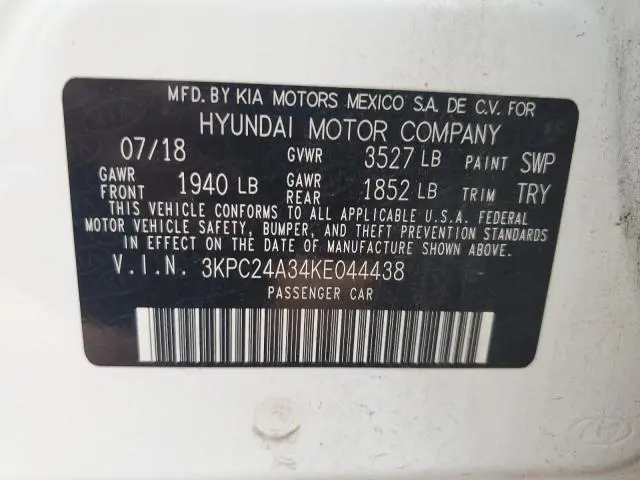 MFD. BY KIA MOTORS MEXICO S.A. DE C.V. FOR
HYUNDAI MOTOR COMPANY
07/18 GVWR 3527 LB PAINT SWP
GAWR FRONT 1940 LB GAWR REAR 1852 LB TRIM TRY
THIS VEHICLE CONFORMS TO ALL APPLICABLE U.S.A. FEDERAL
MOTOR VEHICLE SAFETY, BUMPER, AND THEFT PREVENTION STANDARDS
IN EFFECT ON THE DATE OF MANUFACTURE SHOWN ABOVE.
V.I.N. 3KPC24A34KE044438
PASSENGER CAR